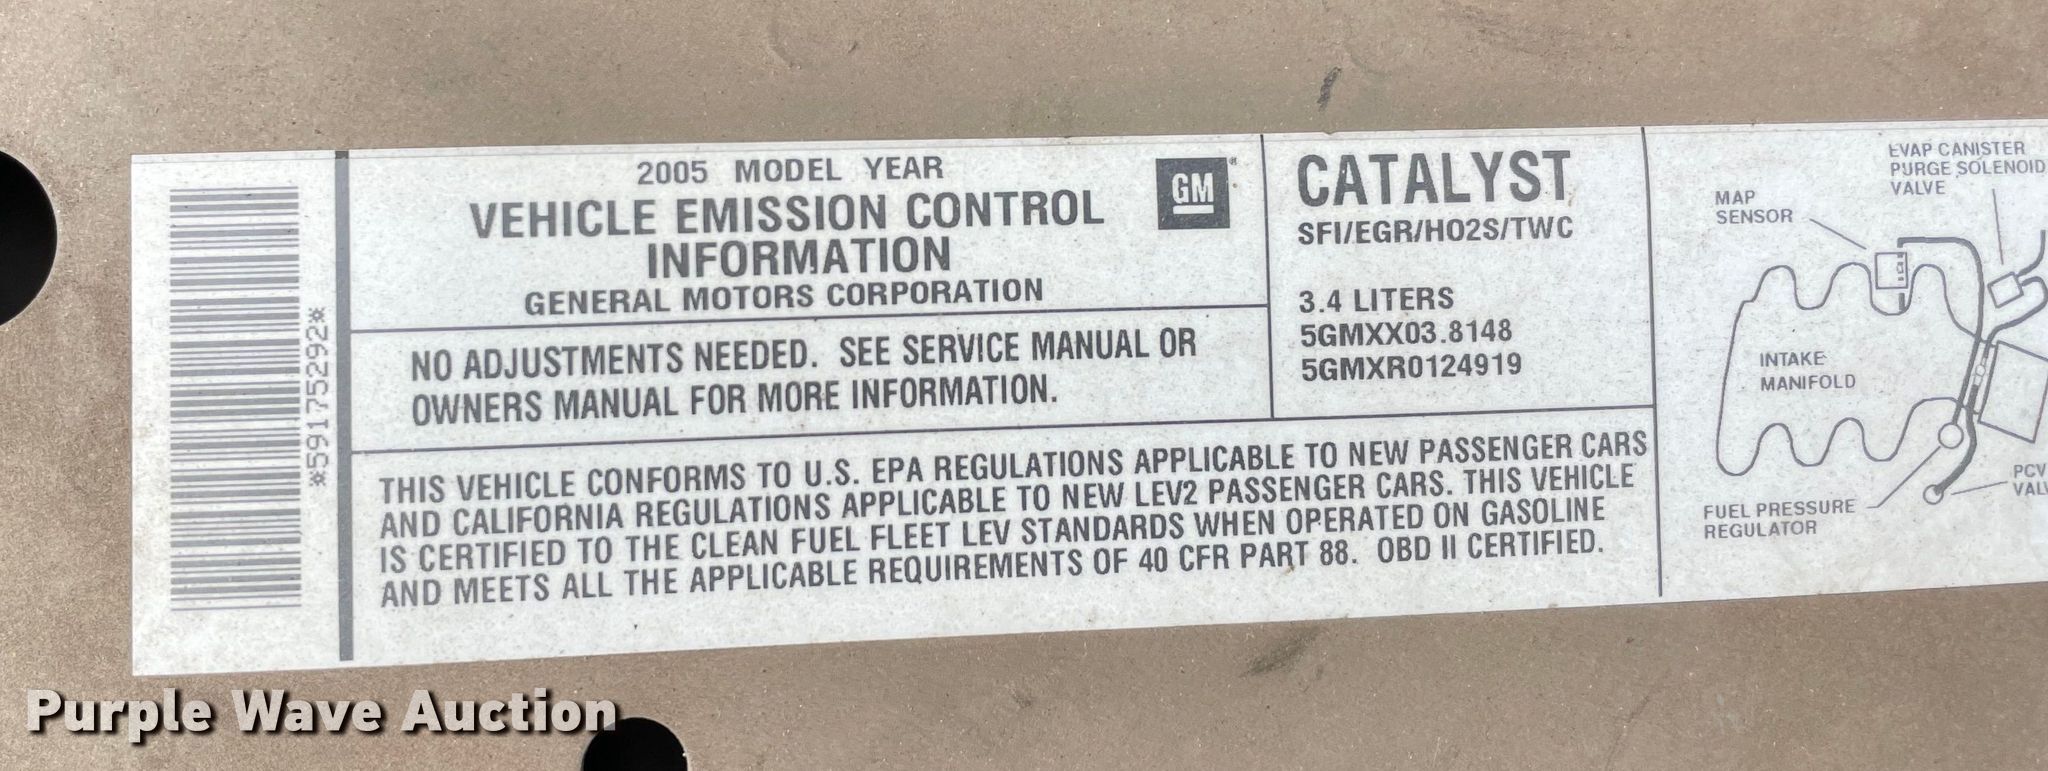 *59175292*
2005 MODEL YEAR
VEHICLE EMISSION CONTROL
INFORMATION
GENERAL MOTORS CORPORATION
GM®
NO ADJUSTMENTS NEEDED. SEE SERVICE MANUAL OR
OWNERS MANUAL FOR MORE INFORMATION.
CATALYST
SFI/EGR/HO2S/TWC
3.4 LITERS
5GMXX03.8148
5GMXR0124919
THIS VEHICLE CONFORMS TO U.S. EPA REGULATIONS APPLICABLE TO NEW PASSENGER CARS
AND CALIFORNIA REGULATIONS APPLICABLE TO NEW LEV2 PASSENGER CARS. THIS VEHICLE
IS CERTIFIED TO THE CLEAN FUEL FLEET LEV STANDARDS WHEN OPERATED ON GASOLINE
AND MEETS ALL THE APPLICABLE REQUIREMENTS OF 40 CFR PART 88. OBD II CERTIFIED.
EVAP CANISTER
PURGE SOLENOID
VALVE
MAP
SENSOR
INTAKE
MANIFOLD
FUEL PRESSURE
REGULATOR
PCV
Purple Wave Auction